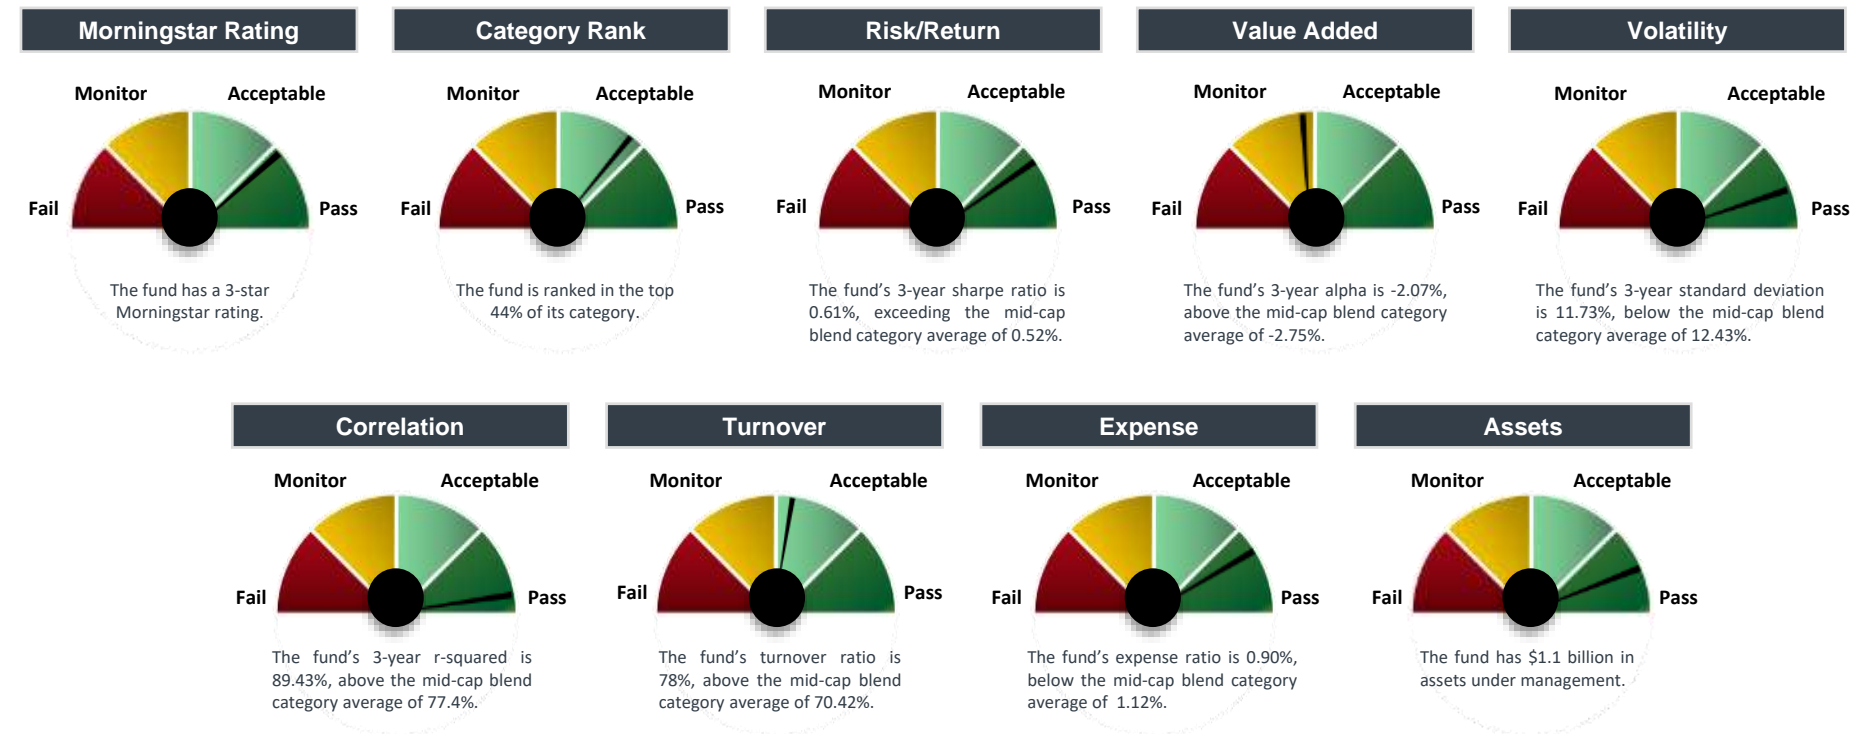 Morningstar Rating
Category Rank
Risk/Return
Value Added
Volatility
Monitor
Acceptable
Fail
Pass
The fund has a 3-star
Morningstar rating.
Monitor
Acceptable
Fail
Pass
The fund is ranked in the top
44% of its category.
Monitor
Acceptable
Fail
Pass
The fund’s 3-year sharpe ratio is
0.61%, exceeding the mid-cap
blend category average of 0.52%.
Monitor
Acceptable
Fail
Pass
The fund’s 3-year alpha is -2.07%,
above the mid-cap blend category
average of -2.75%.
Monitor
Acceptable
Fail
Pass
The fund’s 3-year standard deviation
is 11.73%, below the mid-cap blend
category average of 12.43%.
Correlation
Turnover
Expense
Assets
Monitor
Acceptable
Fail
Pass
The fund’s 3-year r-squared is
89.43%, above the mid-cap blend
category average of 77.4%.
Monitor
Acceptable
Fail
Pass
The fund’s turnover ratio is
78%, above the mid-cap blend
category average of 70.42%.
Monitor
Acceptable
Fail
Pass
The fund’s expense ratio is 0.90%,
below the mid-cap blend category
average of 1.12%.
Monitor
Acceptable
Fail
Pass
The fund has $1.1 billion in
assets under management.